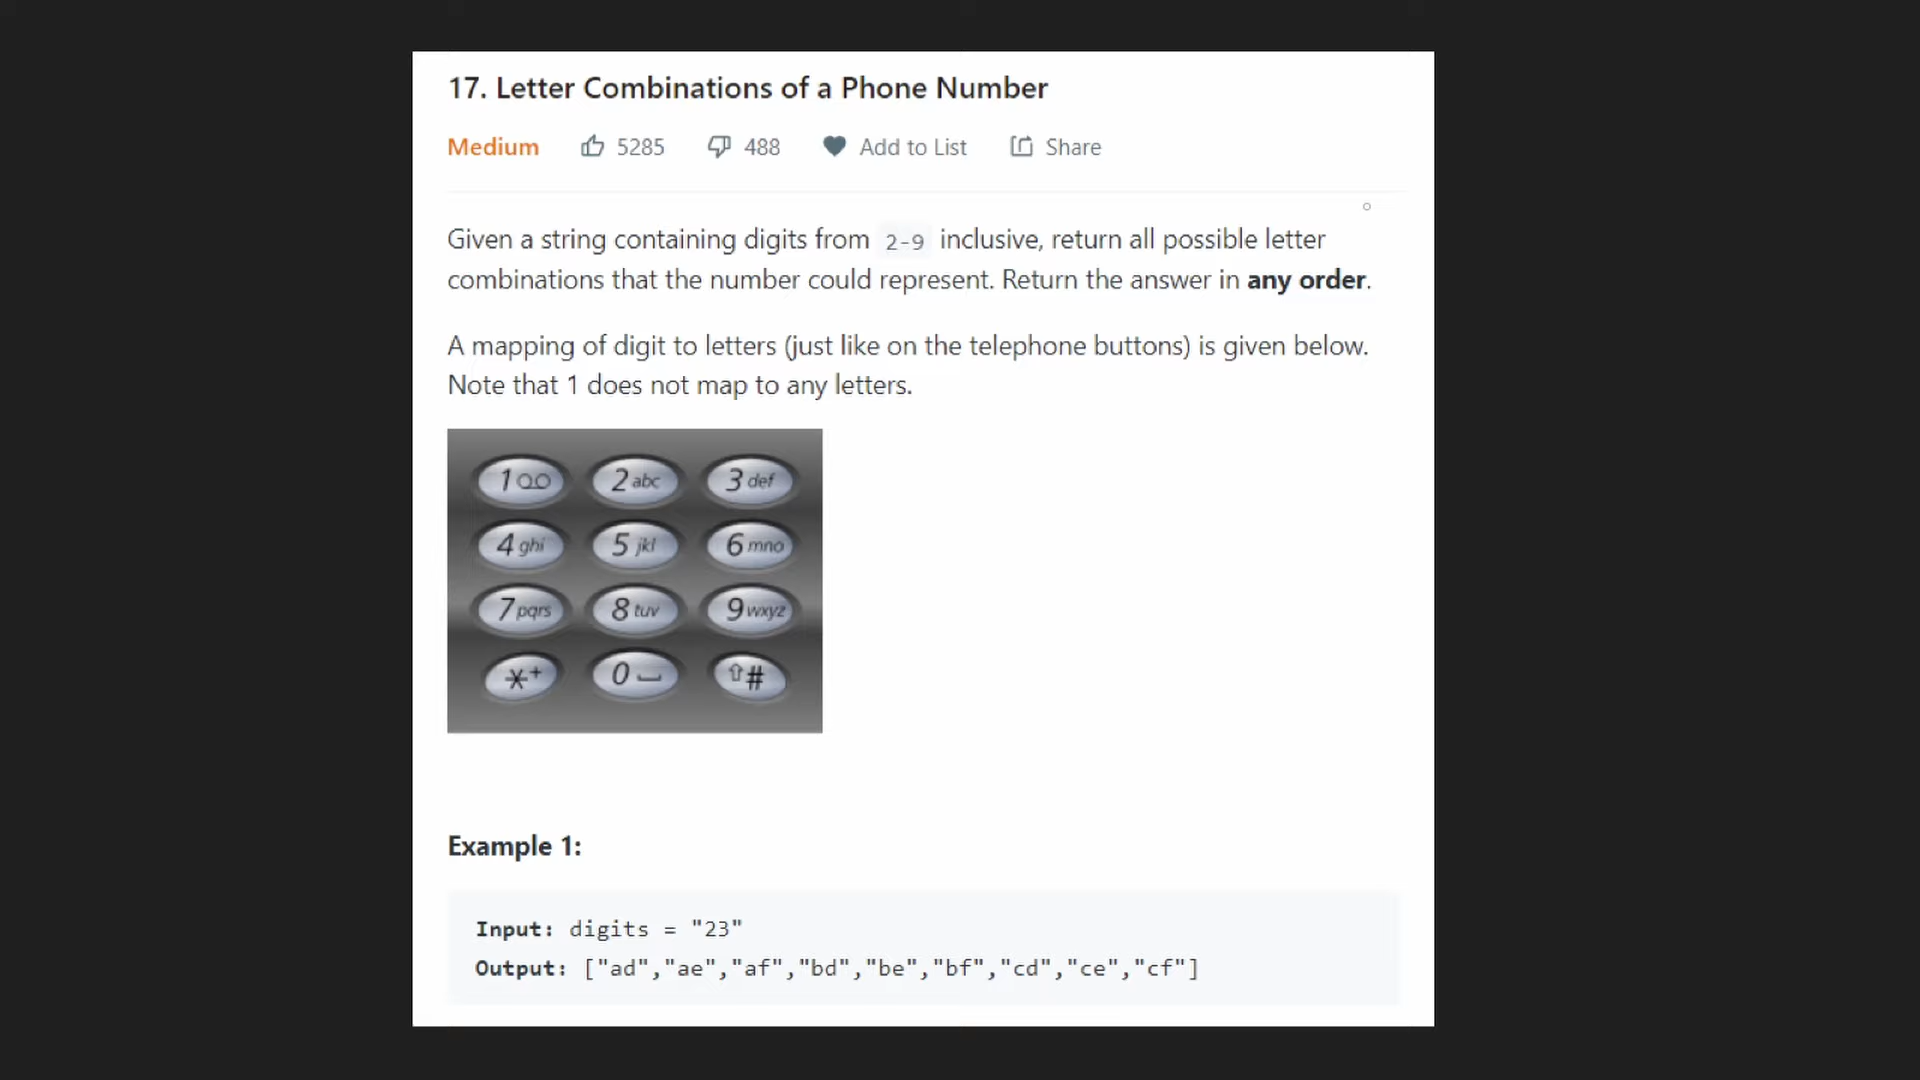 17. Letter Combinations of a Phone Number
Medium 5285 488 Add to List Share
Given a string containing digits from 2-9 inclusive, return all possible letter
combinations that the number could represent. Return the answer in any order.
A mapping of digit to letters (just like on the telephone buttons) is given below.
Note that 1 does not map to any letters.
1 2 abc 3 def
4 ghi 5 jkl 6 mno
7 pqrs 8 tuv 9 wxyz
*+ 0 #
Example 1:
Input: digits = "23"
Output: ["ad","ae","af","bd","be","bf","cd","ce","cf"]